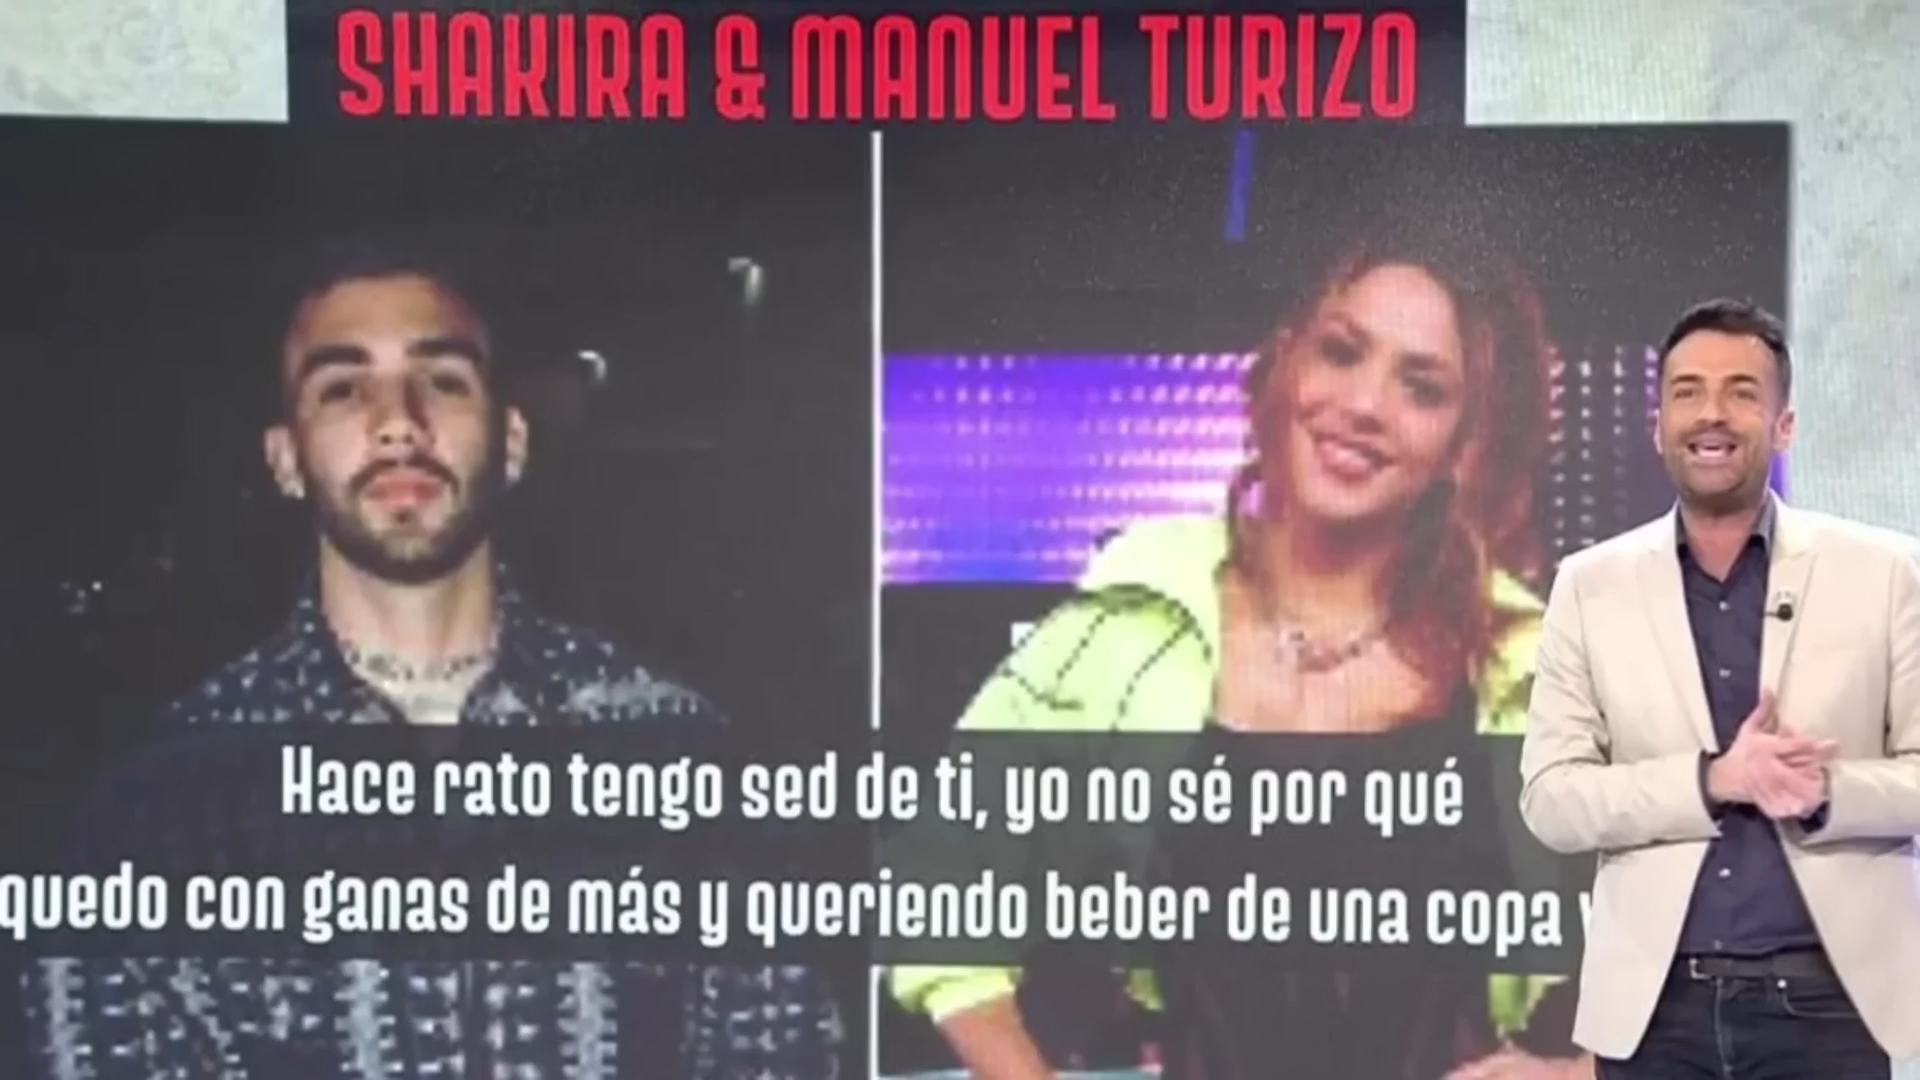 SHAKIRA & MANUEL TURIZO
Hace rato tengo sed de ti, yo no sé por qué
quedo con ganas de más y queriendo beber de una copa